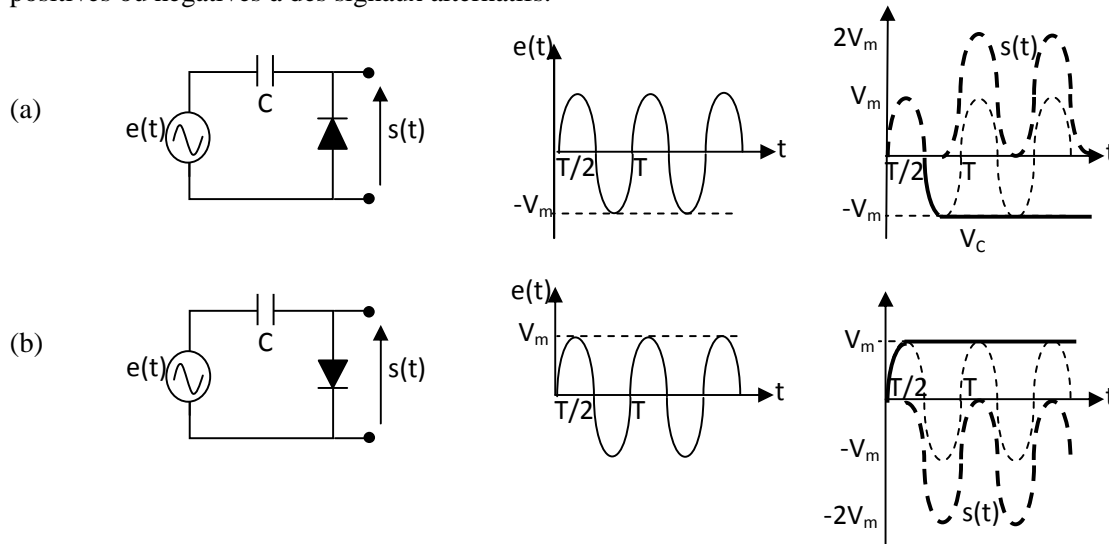 positives ou négatives à des signaux alternatifs.
(a)
e(t)
C
s(t)
e(t)
t
T/2
T
-Vm
2Vm
s(t)
Vm
t
T/2
T
-Vm
VC
(b)
e(t)
C
s(t)
e(t)
Vm
t
T/2
T
Vm
T/2
T
t
-Vm
-2Vm
s(t)